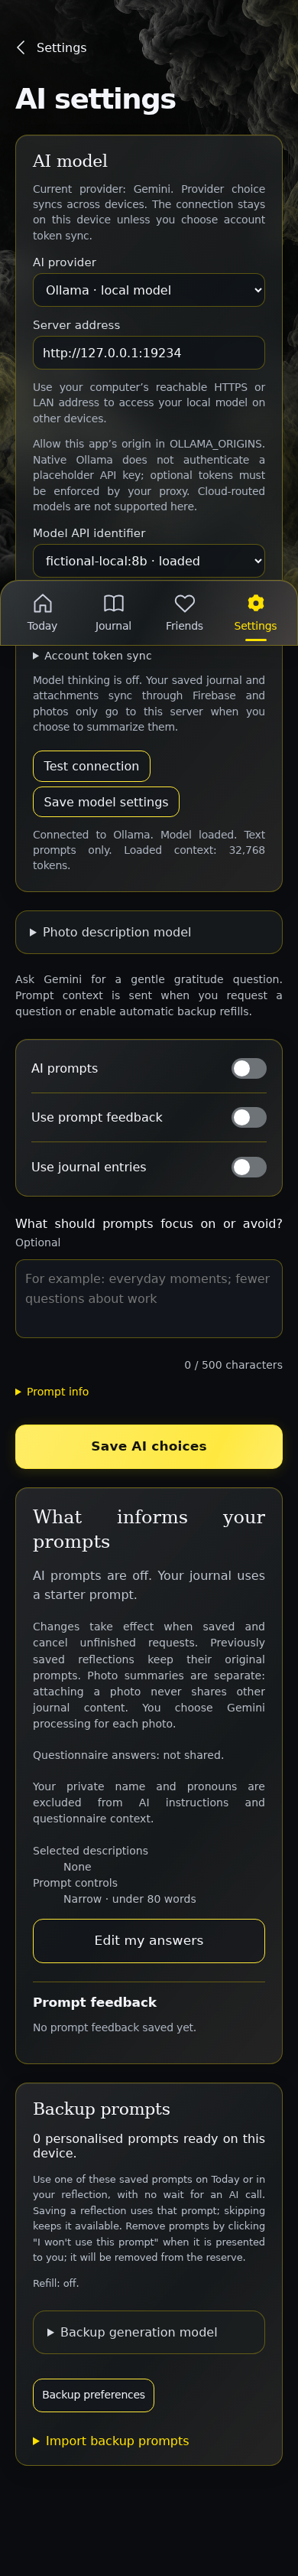 Settings
AI settings
AI model
Current provider: Gemini. Provider choice
syncs across devices. The connection stays
on this device unless you choose account
token sync.
AI provider
Ollama · local model
Server address
http://127.0.0.1:19234
Use your computer's reachable HTTPS or
LAN address to access your local model on
other devices.
Allow this app's origin in OLLAMA_ORIGINS.
Native Ollama does not authenticate a
placeholder API key; optional tokens must
be enforced by your proxy. Cloud-routed
models are not supported here.
Model API identifier
fictional-local:8b · loaded
Today
Journal
Friends
Settings
Account token sync
Model thinking is off. Your saved journal and
attachments sync through Firebase and
photos only go to this server when you
choose to summarize them.
Test connection
Save model settings
Connected to Ollama. Model loaded. Text
prompts only. Loaded context: 32,768
tokens.
Photo description model
Ask Gemini for a gentle gratitude question.
Prompt context is sent when you request a
question or enable automatic backup refills.
AI prompts
Use prompt feedback
Use journal entries
What should prompts focus on or avoid?
Optional
For example: everyday moments; fewer
questions about work
0 / 500 characters
Prompt info
Save AI choices
What informs your
prompts
AI prompts are off. Your journal uses
a starter prompt.
Changes take effect when saved and
cancel unfinished requests. Previously
saved reflections keep their original
prompts. Photo summaries are separate:
attaching a photo never shares other
journal content. You choose Gemini
processing for each photo.
Questionnaire answers: not shared.
Your private name and pronouns are
excluded from AI instructions and
questionnaire context.
Selected descriptions
None
Prompt controls
Narrow · under 80 words
Edit my answers
Prompt feedback
No prompt feedback saved yet.
Backup prompts
0 personalised prompts ready on this
device.
Use one of these saved prompts on Today or in
your reflection, with no wait for an AI call.
Saving a reflection uses that prompt; skipping
keeps it available. Remove prompts by clicking
"I won't use this prompt" when it is presented
to you; it will be removed from the reserve.
Refill: off.
Backup generation model
Backup preferences
Import backup prompts